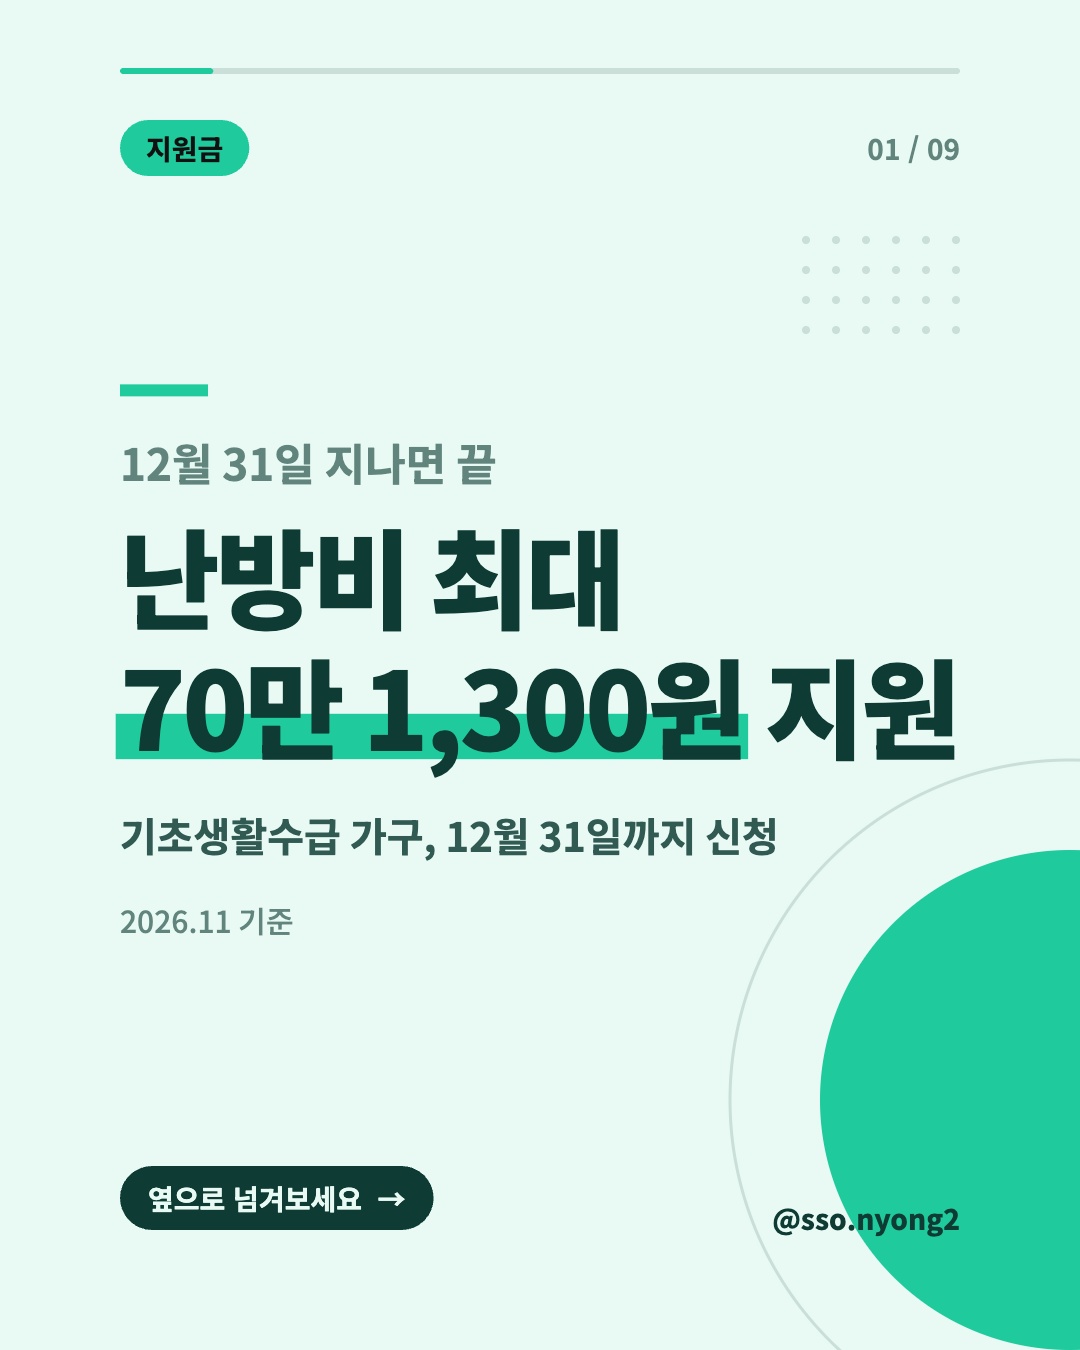 지원금
01 / 09
12월 31일 지나면 끝
난방비 최대
70만 1,300원 지원
기초생활수급 가구, 12월 31일까지 신청
2026.11 기준
옆으로 넘겨보세요 →
@sso.nyong2